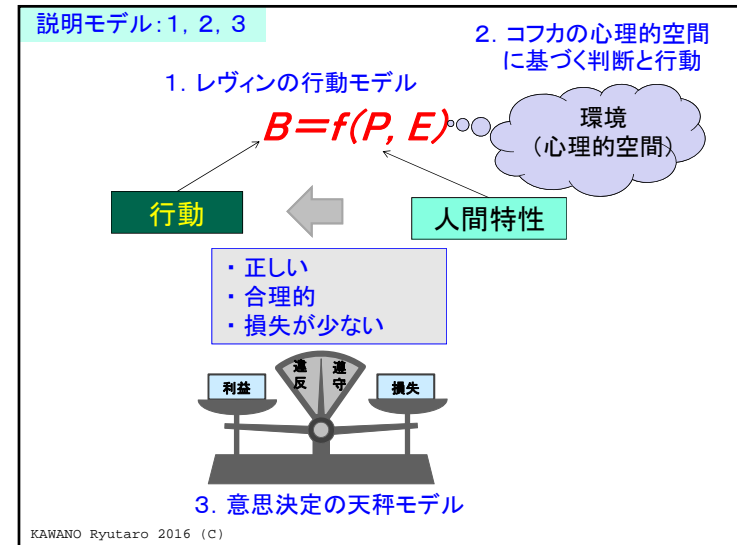 説明モデル：1，2，3
2．コフカの心理的空間
に基づく判断と行動
1．レヴィンの行動モデル
B＝f(P, E)
環境
（心理的空間）
行動
人間特性
・正しい
・合理的
・損失が少ない
違反
遵守
利益
損失
3．意思決定の天秤モデル
KAWANO Ryutaro 2016 (C)